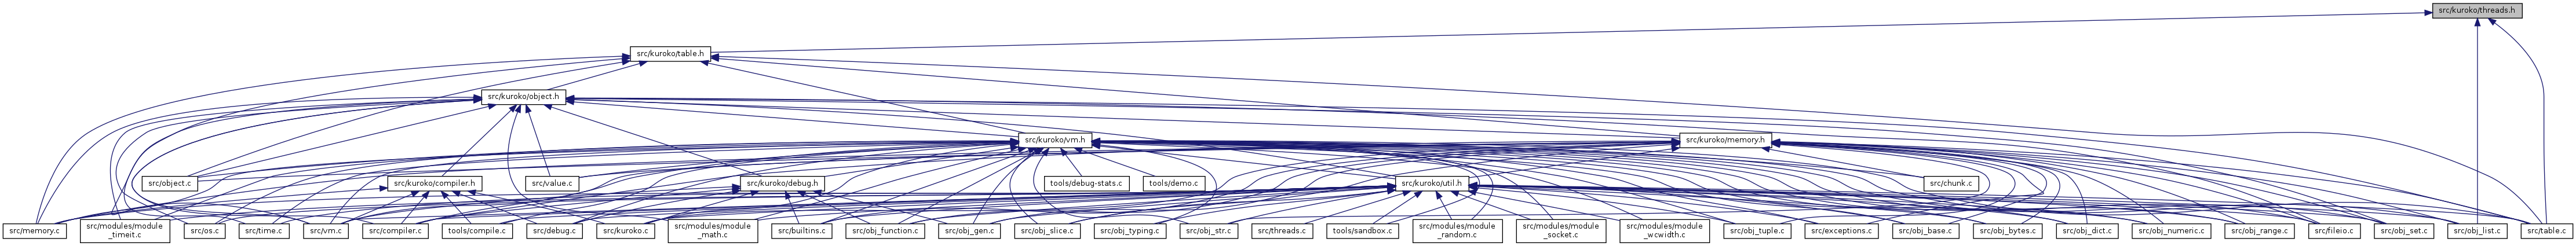 src/kuroko/threads.h
src/kuroko/table.h
src/kuroko/object.h
src/kuroko/vm.h
src/kuroko/memory.h
src/object.c
src/kuroko/compiler.h
src/value.c
src/kuroko/debug.h
tools/debug-stats.c
tools/demo.c
src/kuroko/util.h
src/chunk.c
src/memory.c
src/modules/module
_timeit.c
src/os.c
src/time.c
src/vm.c
src/compiler.c
tools/compile.c
src/debug.c
src/kuroko.c
src/modules/module
_math.c
src/builtins.c
src/obj_function.c
src/obj_gen.c
src/obj_slice.c
src/obj_typing.c
src/obj_str.c
src/threads.c
tools/sandbox.c
src/modules/module
_random.c
src/modules/module
_socket.c
src/modules/module
_wcwidth.c
src/obj_tuple.c
src/exceptions.c
src/obj_base.c
src/obj_bytes.c
src/obj_dict.c
src/obj_numeric.c
src/obj_range.c
src/fileio.c
src/obj_set.c
src/obj_list.c
src/table.c